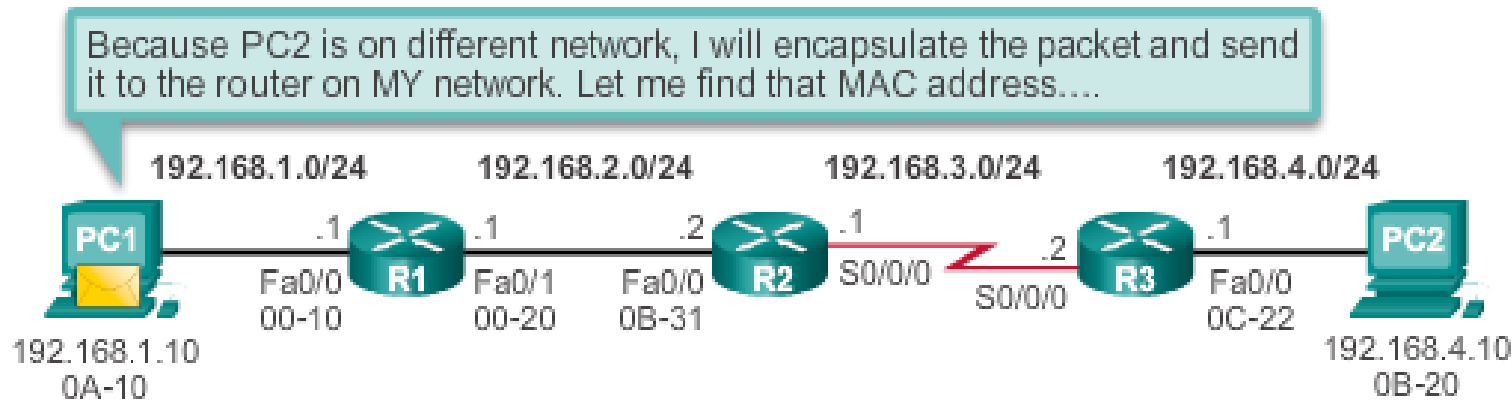 Because PC2 is on different network, I will encapsulate the packet and send
it to the router on MY network. Let me find that MAC address....
192.168.1.0/24 192.168.2.0/24 192.168.3.0/24 192.168.4.0/24
PC1 .1 R1 .1 .2 R2 .1 .2 R3 .1 PC2
Fa0/0 Fa0/1 Fa0/0 S0/0/0 S0/0/0 Fa0/0
00-10 00-20 0B-31 0C-22
192.168.1.10 192.168.4.10
0A-10 0B-20